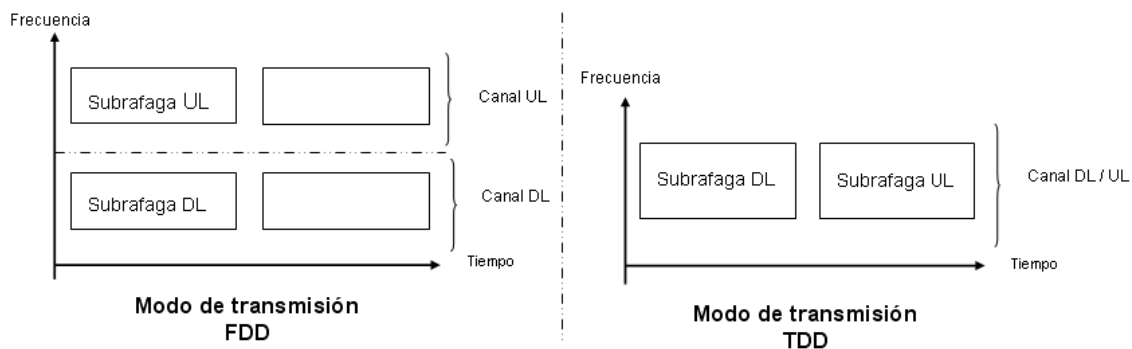 Frecuencia
Subrafaga UL
Canal UL
Subrafaga DL
Canal DL
Tiempo
Modo de transmisión
FDD
Frecuencia
Subrafaga DL
Subrafaga UL
Canal DL / UL
Tiempo
Modo de transmisión
TDD